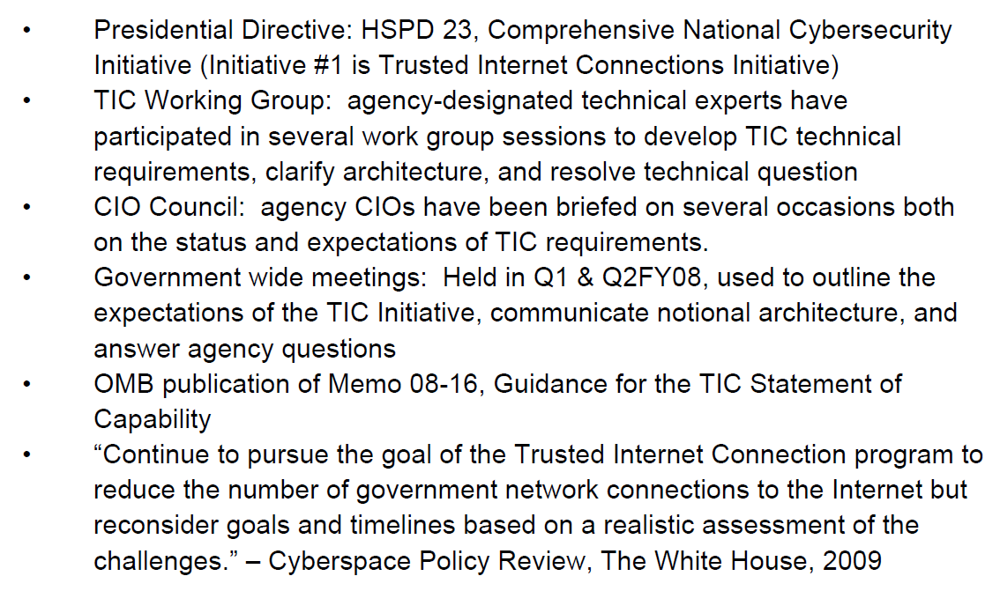 • Presidential Directive: HSPD 23, Comprehensive National Cybersecurity
Initiative (Initiative #1 is Trusted Internet Connections Initiative)
• TIC Working Group:  agency-designated technical experts have
participated in several work group sessions to develop TIC technical
requirements, clarify architecture, and resolve technical question
• CIO Council:  agency CIOs have been briefed on several occasions both
on the status and expectations of TIC requirements.
• Government wide meetings:  Held in Q1 & Q2FY08, used to outline the
expectations of the TIC Initiative, communicate notional architecture, and
answer agency questions
• OMB publication of Memo 08-16, Guidance for the TIC Statement of
Capability
• “Continue to pursue the goal of the Trusted Internet Connection program to
reduce the number of government network connections to the Internet but
reconsider goals and timelines based on a realistic assessment of the
challenges.” – Cyberspace Policy Review, The White House, 2009